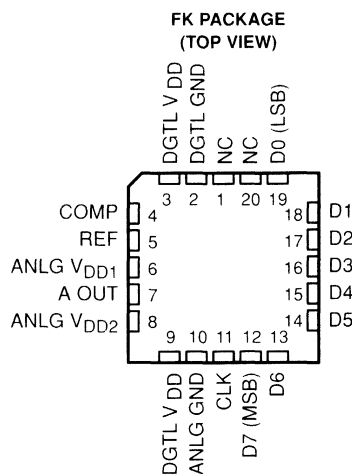 FK PACKAGE
(TOP VIEW)
DGTL VDD
DGTL GND
NC
NC
D0 (LSB)
3 2 1 20 19
COMP 4
REF 5
ANLG VDD1 6
A OUT 7
ANLG VDD2 8
18 D1
17 D2
16 D3
15 D4
14 D5
9 10 11 12 13
DGTL VDD
ANLG GND
CLK
D7 (MSB)
D6